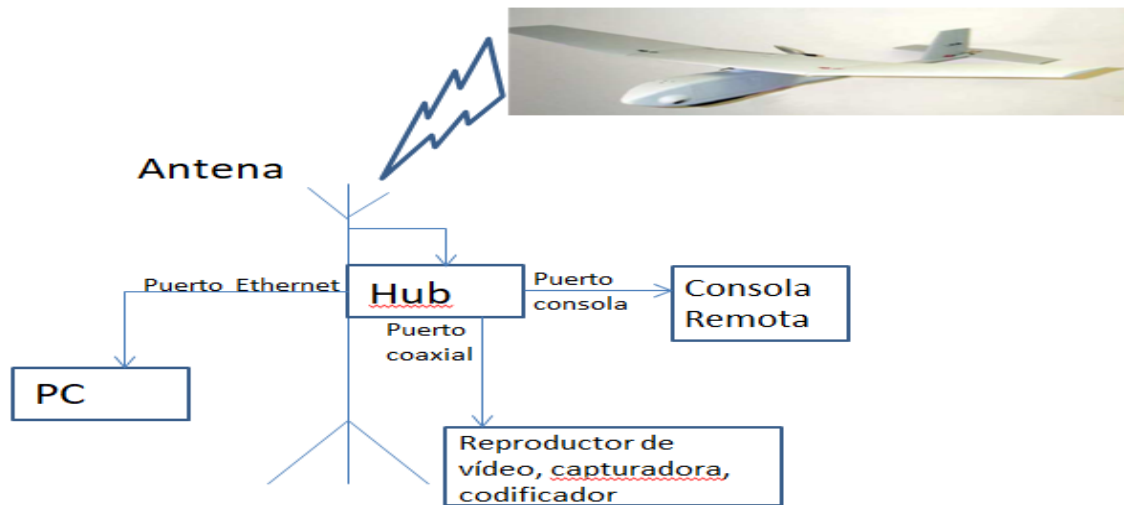 Antena
Puerto Ethernet
Hub
Puerto
consola
Consola
Remota
Puerto
coaxial
PC
Reproductor de
vídeo, capturadora,
codificador